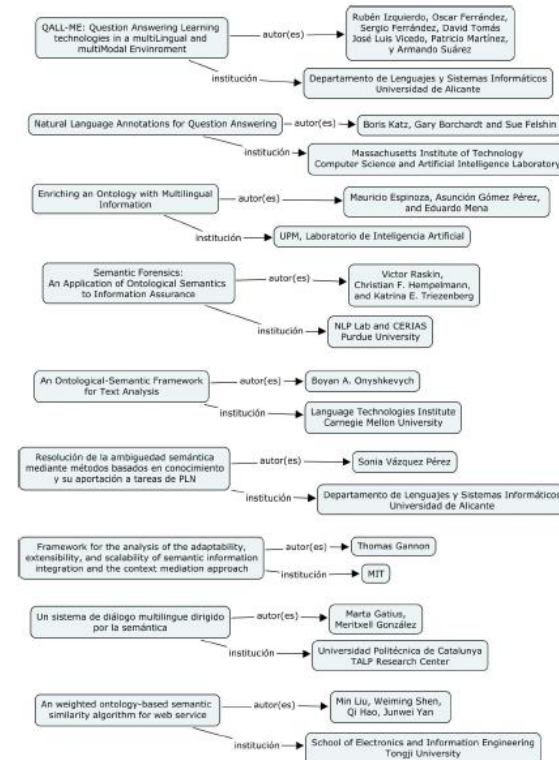 QALL-ME: Question Answering Learning
technologies in a multiLingual and
multiModal Envinroment
autor(es)
Rubén Izquierdo, Oscar Ferrández,
Sergio Ferrández, David Tomás
José Luis Vicedo, Patricio Martínez,
y Armando Suárez
institución
Departamento de Lenguajes y Sistemas Informáticos
Universidad de Alicante
Natural Language Annotations for Question Answering
autor(es)
Boris Katz, Gary Borchardt and Sue Felshin
institución
Massachusetts Institute of Technology
Computer Science and Artificial Intelligence Laboratory
Enriching an Ontology with Multilingual
Information
autor(es)
Mauricio Espinoza, Asunción Gómez Pérez,
and Eduardo Mena
institución
UPM, Laboratorio de Inteligencia Artificial
Semantic Forensics:
An Application of Ontological Semantics
to Information Assurance
autor(es)
Victor Raskin,
Christian F. Hempelmann,
and Katrina E. Triezenberg
institución
NLP Lab and CERIAS
Purdue University
An Ontological-Semantic Framework
for Text Analysis
autor(es)
Boyan A. Onyshkevych
institución
Language Technologies Institute
Carnegie Mellon University
Resolución de la ambiguedad semántica
mediante métodos basados en conocimiento
y su aportación a tareas de PLN
autor(es)
Sonia Vázquez Pérez
institución
Departamento de Lenguajes y Sistemas Informáticos
Universidad de Alicante
Framework for the analysis of the adaptability,
extensibility, and scalability of semantic information
integration and the context mediation approach
autor(es)
Thomas Gannon
institución
MIT
Un sistema de diálogo multilingue dirigido
por la semántica
autor(es)
Marta Gatius,
Meritxell González
institución
Universidad Politécnica de Catalunya
TALP Research Center
An weighted ontology-based semantic
similarity algorithm for web service
autor(es)
Min Liu, Weiming Shen,
Qi Hao, Junwei Yan
institución
School of Electronics and Information Engineering
Tongji University